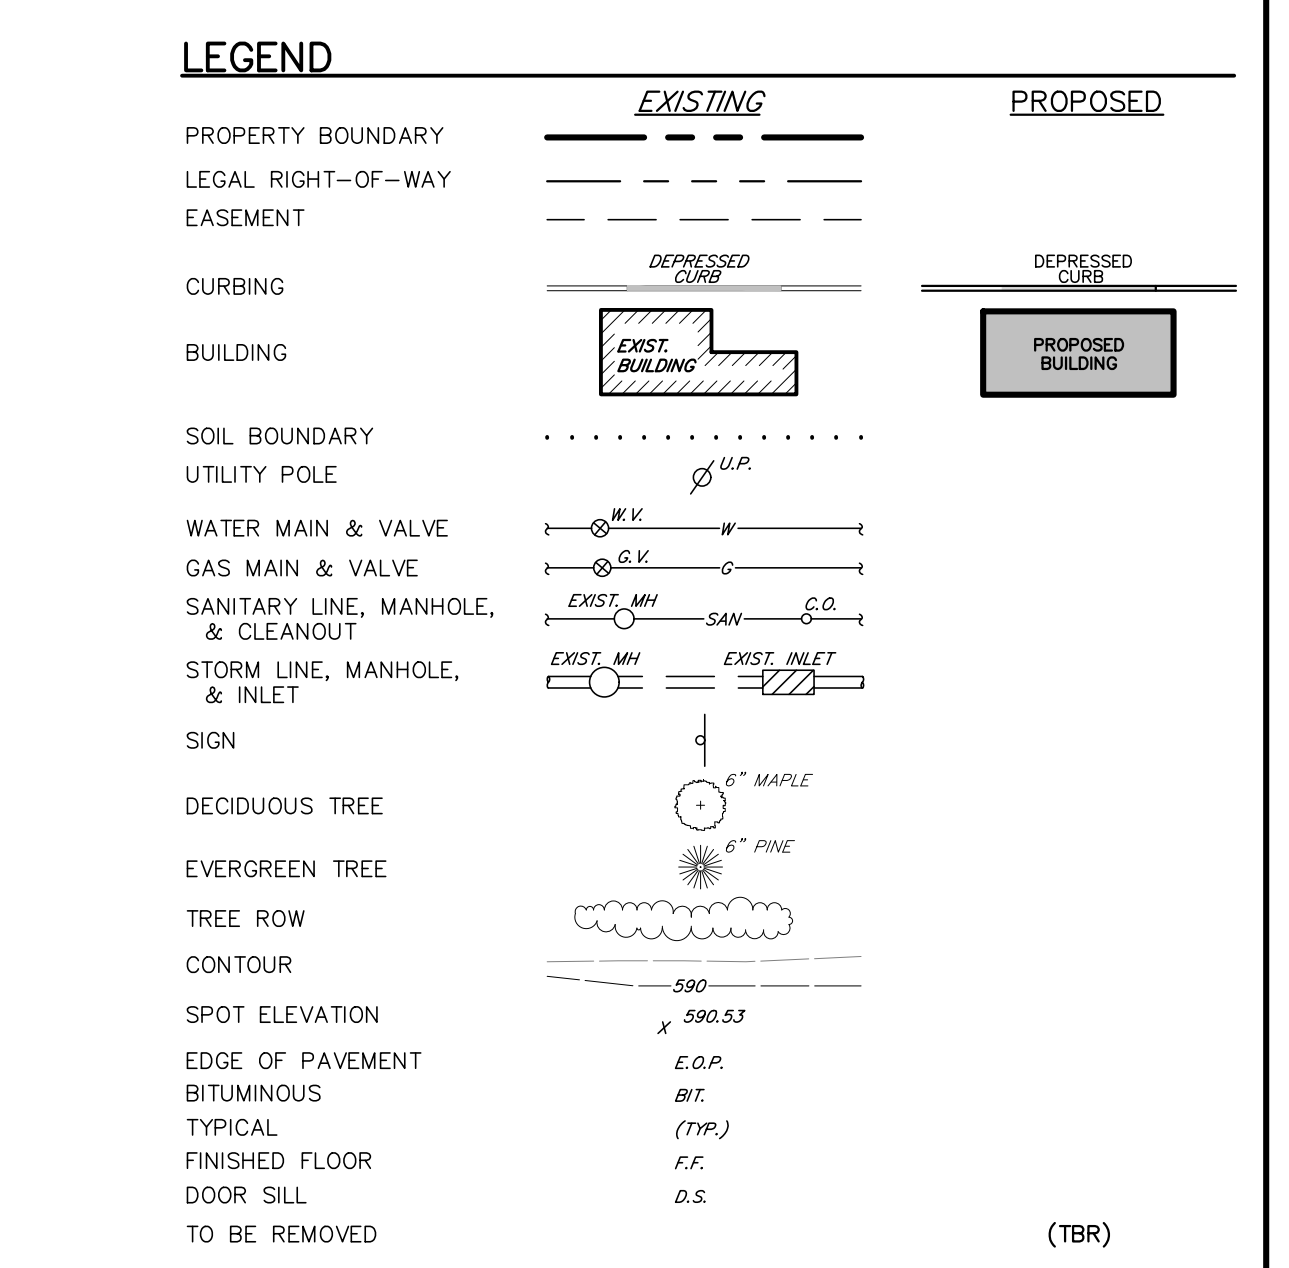 LEGEND
EXISTING PROPOSED
PROPERTY BOUNDARY
LEGAL RIGHT-OF-WAY
EASEMENT
DEPRESSED CURB DEPRESSED CURB
CURBING
BUILDING
EXIST.
BUILDING
PROPOSED
BUILDING
SOIL BOUNDARY
UTILITY POLE U.P.
WATER MAIN & VALVE W.V. W
GAS MAIN & VALVE G.V. G
SANITARY LINE, MANHOLE,
& CLEANOUT
EXIST. MH SAN C.O.
STORM LINE, MANHOLE,
& INLET
EXIST. MH EXIST. INLET
SIGN
DECIDUOUS TREE 6" MAPLE
EVERGREEN TREE 6" PINE
TREE ROW
CONTOUR
590
SPOT ELEVATION X 590.53
EDGE OF PAVEMENT E.O.P.
BITUMINOUS BIT.
TYPICAL (TYP.)
FINISHED FLOOR F.F.
DOOR SILL D.S.
TO BE REMOVED (TBR)